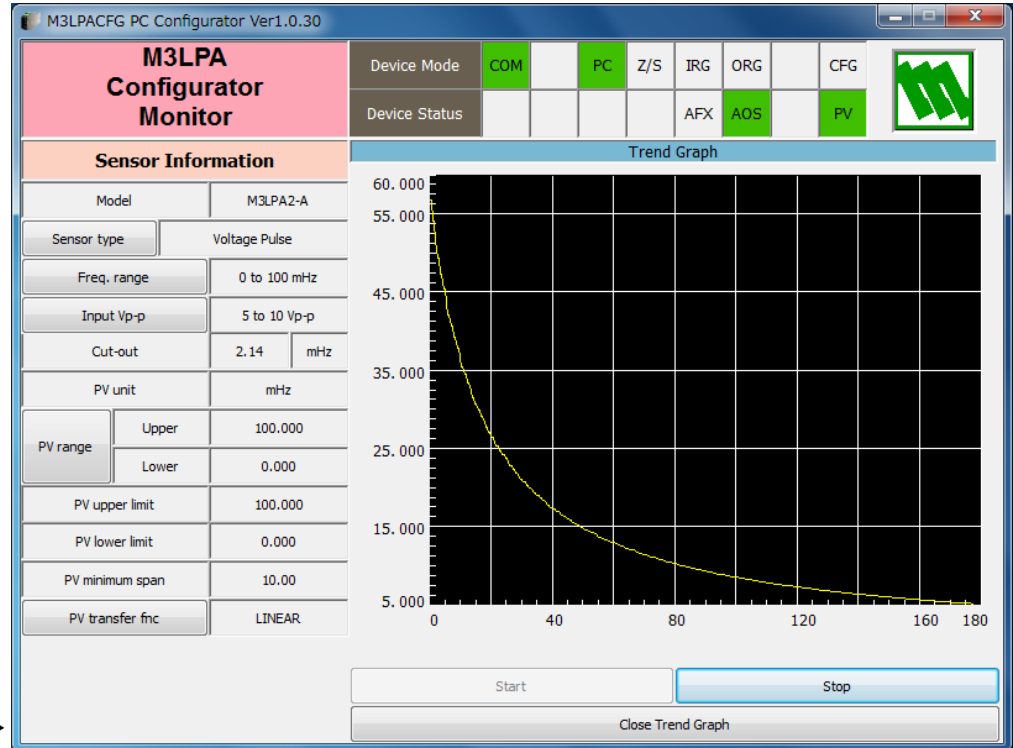 M3LPACFG PC Configurator Ver1.0.30
M3LPA
Configurator
Monitor
Device Mode COM PC Z/S IRG ORG CFG
Device Status AFX AOS PV
Sensor Information
Model M3LPA2-A
Sensor type Voltage Pulse
Freq. range 0 to 100 mHz
Input Vp-p 5 to 10 Vp-p
Cut-out 2.14 mHz
PV unit mHz
PV range Upper 100.000
Lower 0.000
PV upper limit 100.000
PV lower limit 0.000
PV minimum span 10.00
PV transfer fnc LINEAR
Trend Graph
60.000
55.000
45.000
35.000
25.000
15.000
5.000
0 40 80 120 160 180
Start Stop
Close Trend Graph